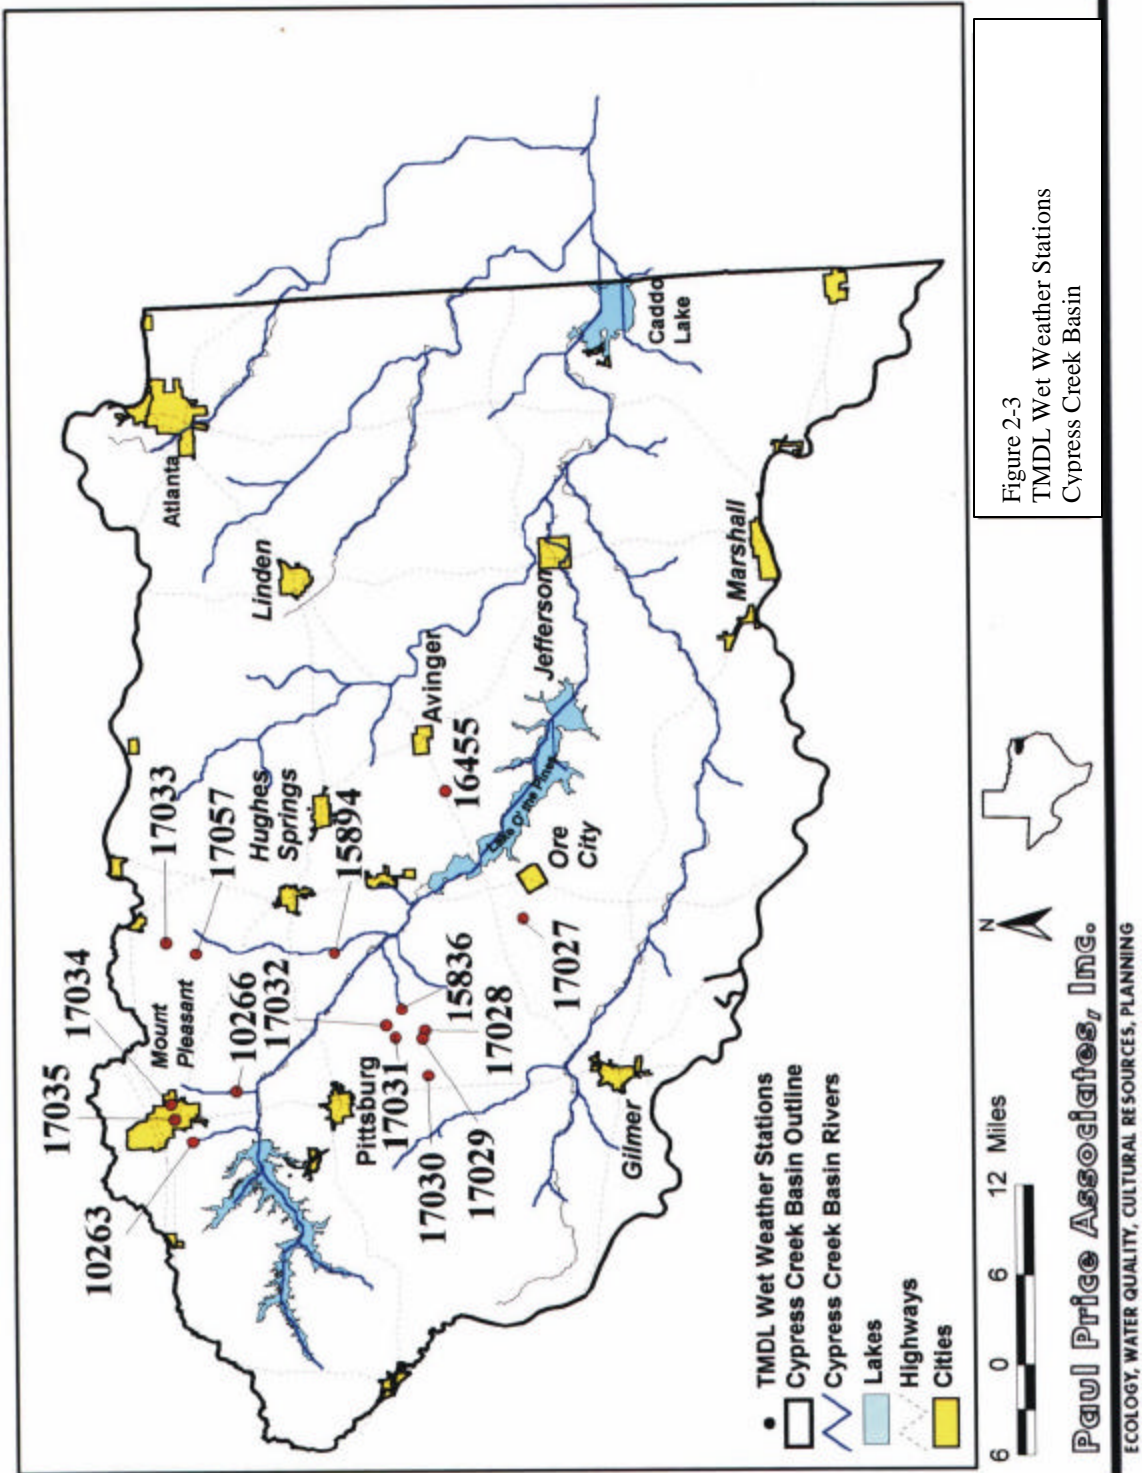 17035
17034
Mount
Pleasant
17033
17057
10263
10266
17032
Hughes
Springs
15894
Atlanta
Linden
Pittsburg
17031
17030
17029
17028
15836
16455
Avinger
Lake O' the Pines
Jefferson
Caddo
Lake
17027
Ore
City
Gilmer
Marshall
TMDL Wet Weather Stations
Cypress Creek Basin Outline
Cypress Creek Basin Rivers
Lakes
Highways
Cities
6 0 6 12 Miles
N
Figure 2-3
TMDL Wet Weather Stations
Cypress Creek Basin
Paul Price Associates, Inc.
ECOLOGY, WATER QUALITY, CULTURAL RESOURCES, PLANNING